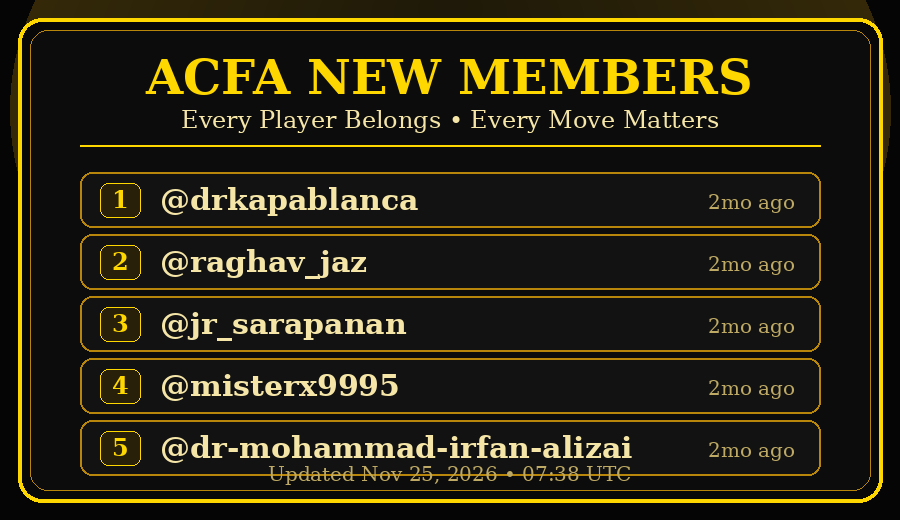 ACFA NEW MEMBERS
Every Player Belongs • Every Move Matters
1 @drkapablanca 2mo ago
2 @raghav_jaz 2mo ago
3 @jr_sarapanan 2mo ago
4 @misterx9995 2mo ago
5 @dr-mohammad-irfan-alizai 2mo ago
Updated Nov 25, 2026 • 07:38 UTC